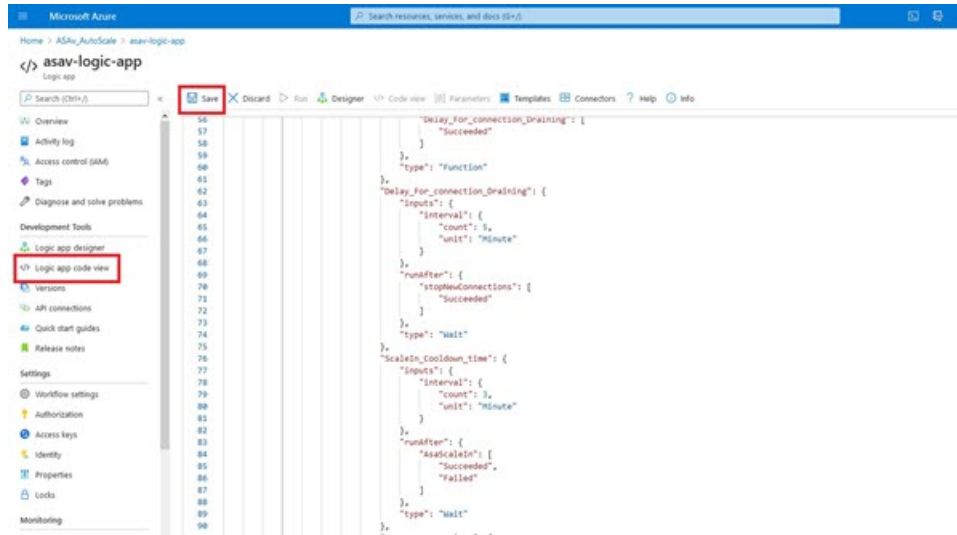 Microsoft Azure
Search resources, services, and docs (G+/)
Home > ASAv_AutoScale > asav-logic-app
</> asav-logic-app
Logic app
Search (Ctrl+/)
«
Save
Discard
Run
Designer
</> Code view
[@] Parameters
Templates
Connectors
? Help
Info
Overview
Activity log
Access control (IAM)
Tags
Diagnose and solve problems
Development Tools
Logic app designer
</> Logic app code view
Versions
API connections
Quick start guides
Release notes
Settings
Workflow settings
Authorization
Access keys
Identity
Properties
Locks
Monitoring
56 "Delay_For_connection_Draining": [
57 "Succeeded"
58 ]
59 },
60 "type": "Function"
61 },
62 "Delay_For_connection_Draining": {
63 "inputs": {
64 "interval": {
65 "count": 5,
66 "unit": "Minute"
67 }
68 },
69 "runAfter": {
70 "stopNewConnections": [
71 "Succeeded"
72 ]
73 },
74 "type": "Wait"
75 },
76 "ScaleIn_Cooldown_time": {
77 "inputs": {
78 "interval": {
79 "count": 3,
80 "unit": "Minute"
81 }
82 },
83 "runAfter": {
84 "AsaScaleIn": [
85 "Succeeded",
86 "Failed"
87 ]
88 },
89 "type": "Wait"
90 },